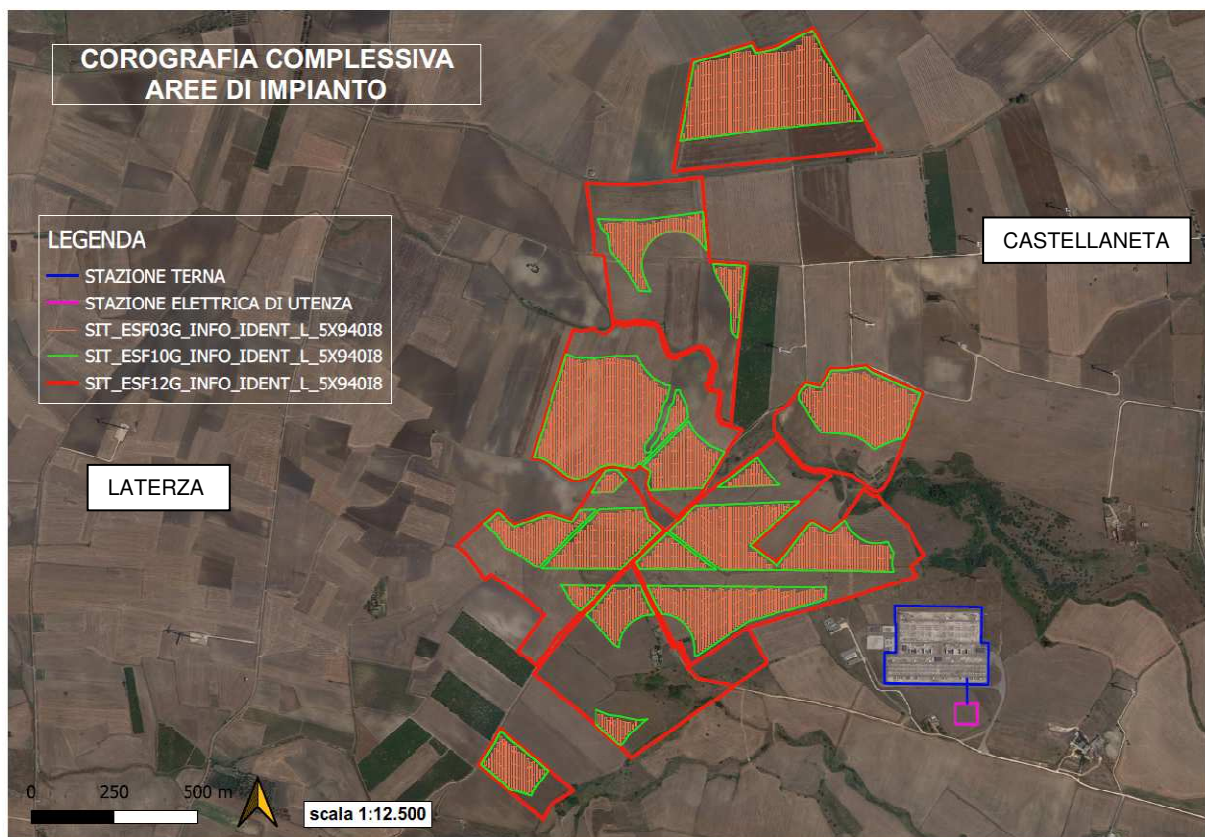 COROGRAFIA COMPLESSIVA
AREE DI IMPIANTO
CASTELLANETA
LEGENDA
STAZIONE TERNA
STAZIONE ELETTRICA DI UTENZA
SIT_ESF03G_INFO_IDENT_L_5X940I8
SIT_ESF10G_INFO_IDENT_L_5X940I8
SIT_ESF12G_INFO_IDENT_L_5X940I8
LATERZA
0 250 500 m
scala 1:12.500